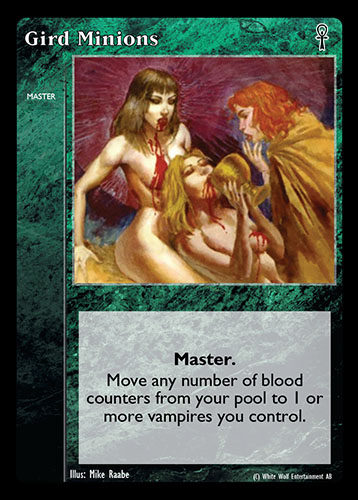 Gird Minions
MASTER
Master.
Move any number of blood
counters from your pool to 1 or
more vampires you control.
Illus: Mike Raabe
(C) White Wolf Entertainment AB